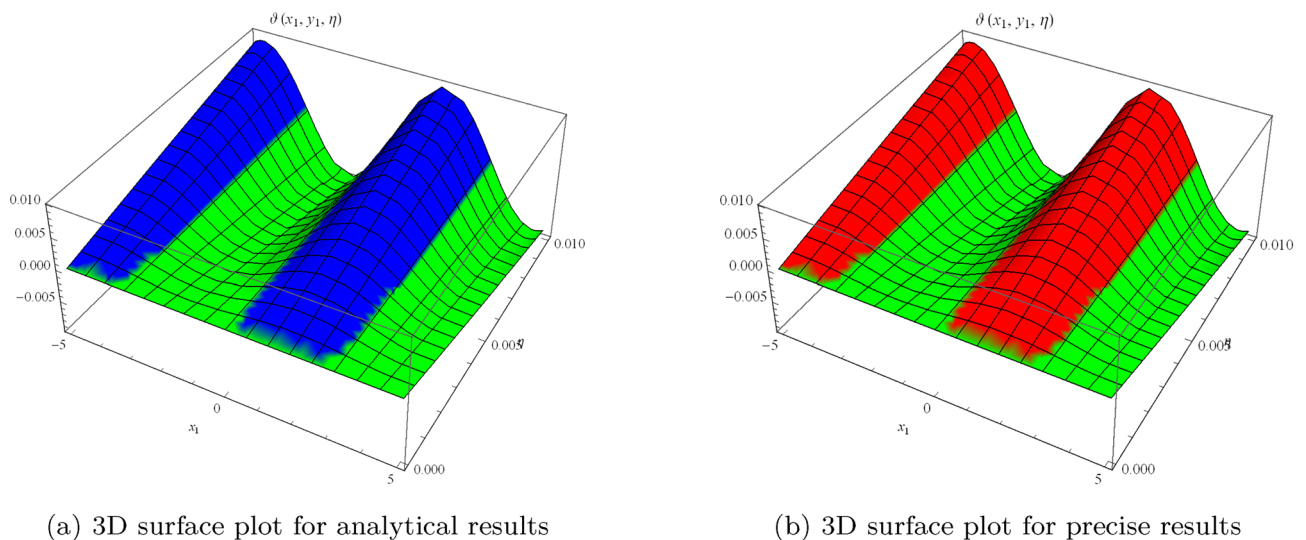 ϑ (x₁, y₁, η)
0.010
0.005
0.000
−0.005
−5
0
5
x₁
0.000
0.005
0.010
η
(a) 3D surface plot for analytical results
ϑ (x₁, y₁, η)
0.010
0.005
0.000
−0.005
−5
0
5
x₁
0.000
0.005
0.010
η
(b) 3D surface plot for precise results